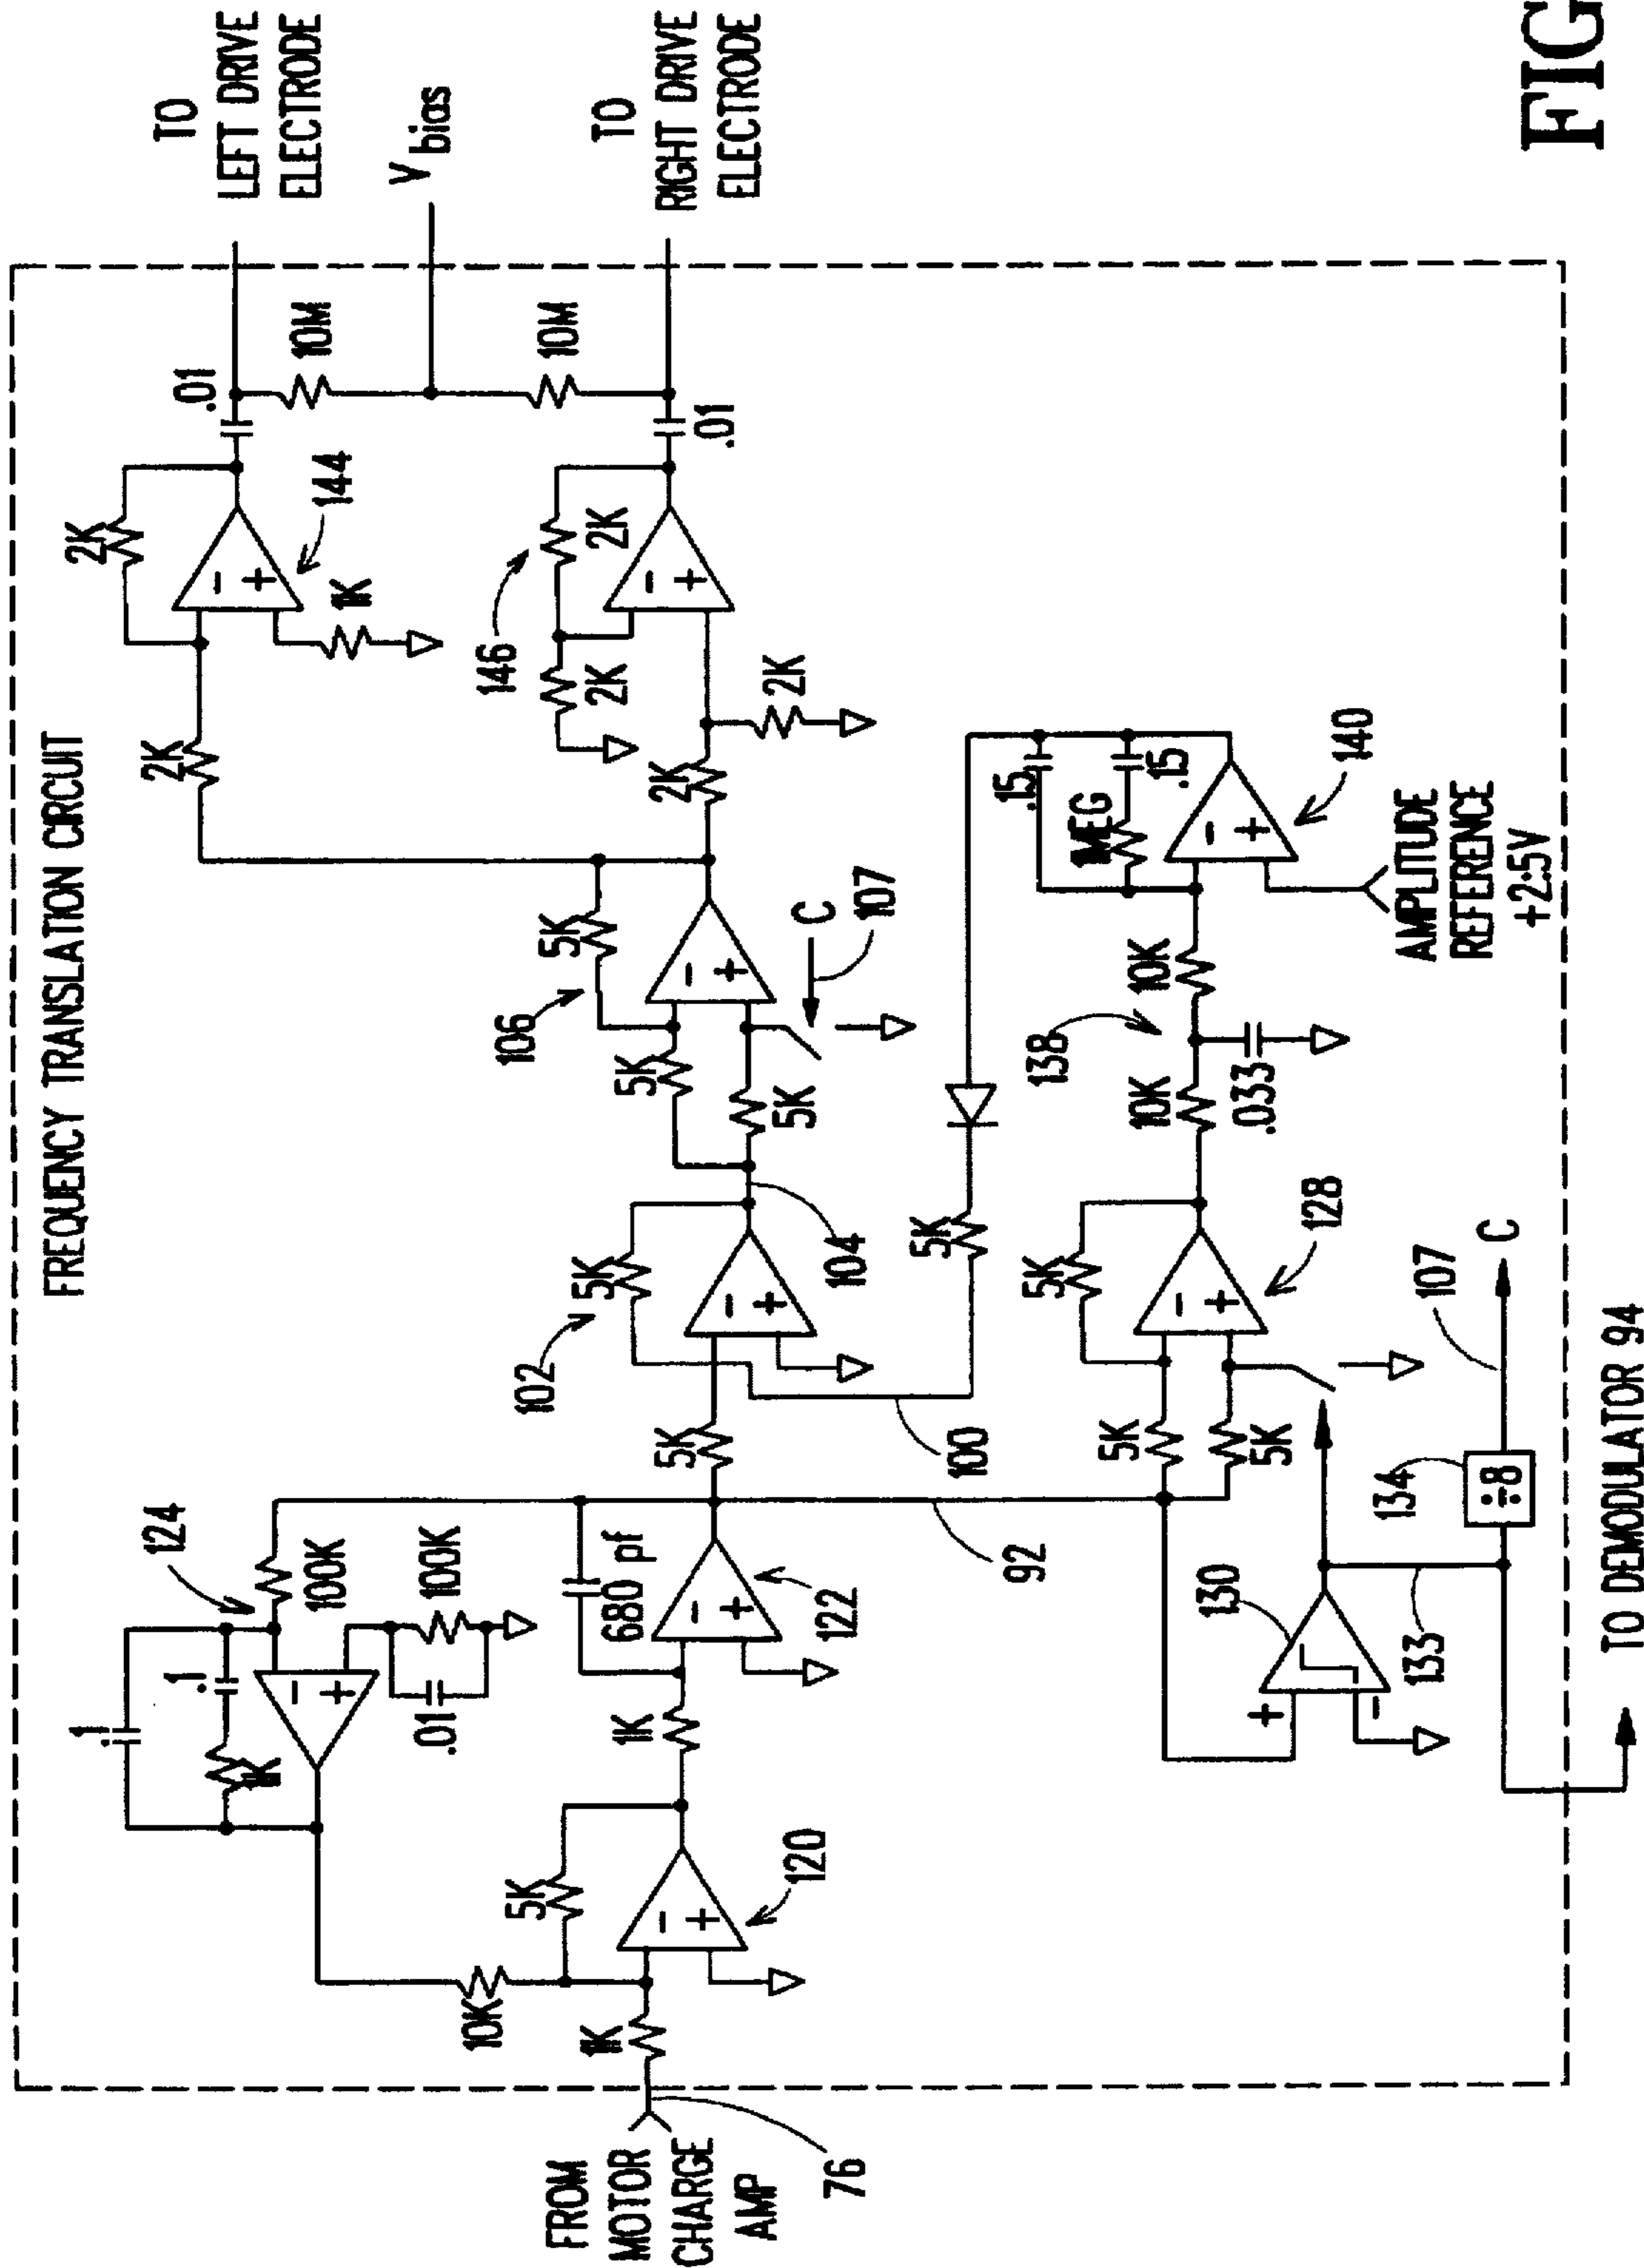 FREQUENCY TRANSLATION CIRCUIT
FROM
MOTOR
CHARGE
AMP
76
1K
10K
5K
120
.1
.1
1K
124
100K
100K
.01
1K
680 pf
122
92
5K
102
5K
100
104
5K
5K
5K
106
C
107
2K
2K
1K
144
.01
2K
2K
146
2K
2K
.01
10M
10M
TO
LEFT DRIVE
ELECTRODE
V bias
TO
RIGHT DRIVE
ELECTRODE
130
133
134
÷8
107
C
TO DEMODULATOR 94
5K
5K
5K
128
5K
10K
138
.033
10K
.15
1MEG
.15
140
AMPLITUDE
REFERENCE
+2:5V
FIG